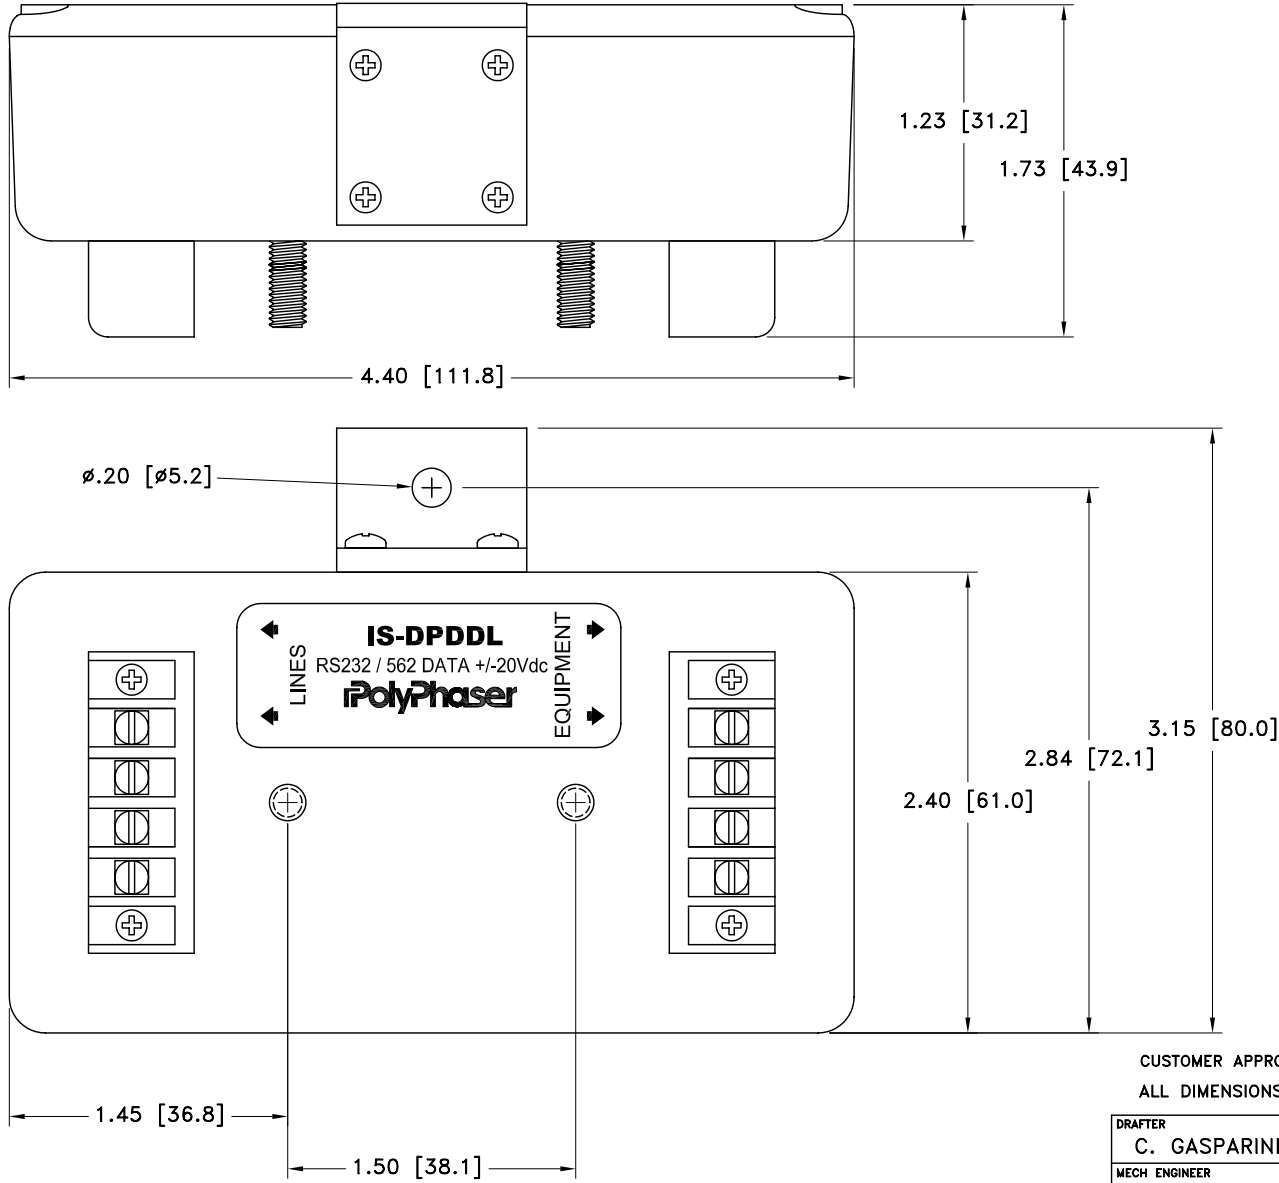 1.23 [31.2]
1.73 [43.9]
4.40 [111.8]
ø.20 [ø5.2]
IS-DPDDL
RS232 / 562 DATA +/-20Vdc
PolyPhaser
LINES
EQUIPMENT
3.15 [80.0]
2.84 [72.1]
2.40 [61.0]
1.45 [36.8]
1.50 [38.1]
CUSTOMER
ALL DIMENSIONS
DRAFTER
C. GASPARINI
MECH ENGINEER